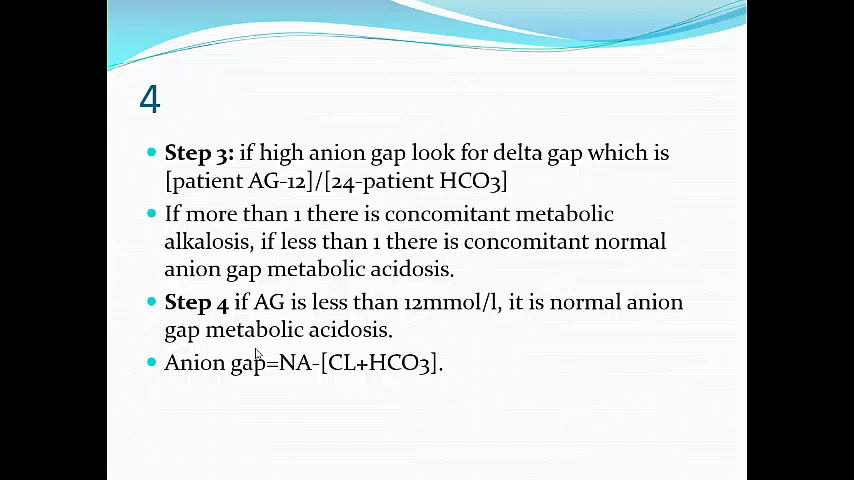 4
Step 3: if high anion gap look for delta gap which is
[patient AG-12]/[24-patient HCO3]
If more than 1 there is concomitant metabolic
alkalosis, if less than 1 there is concomitant normal
anion gap metabolic acidosis.
Step 4 if AG is less than 12mmol/l, it is normal anion
gap metabolic acidosis.
Anion gap=NA-[CL+HCO3].